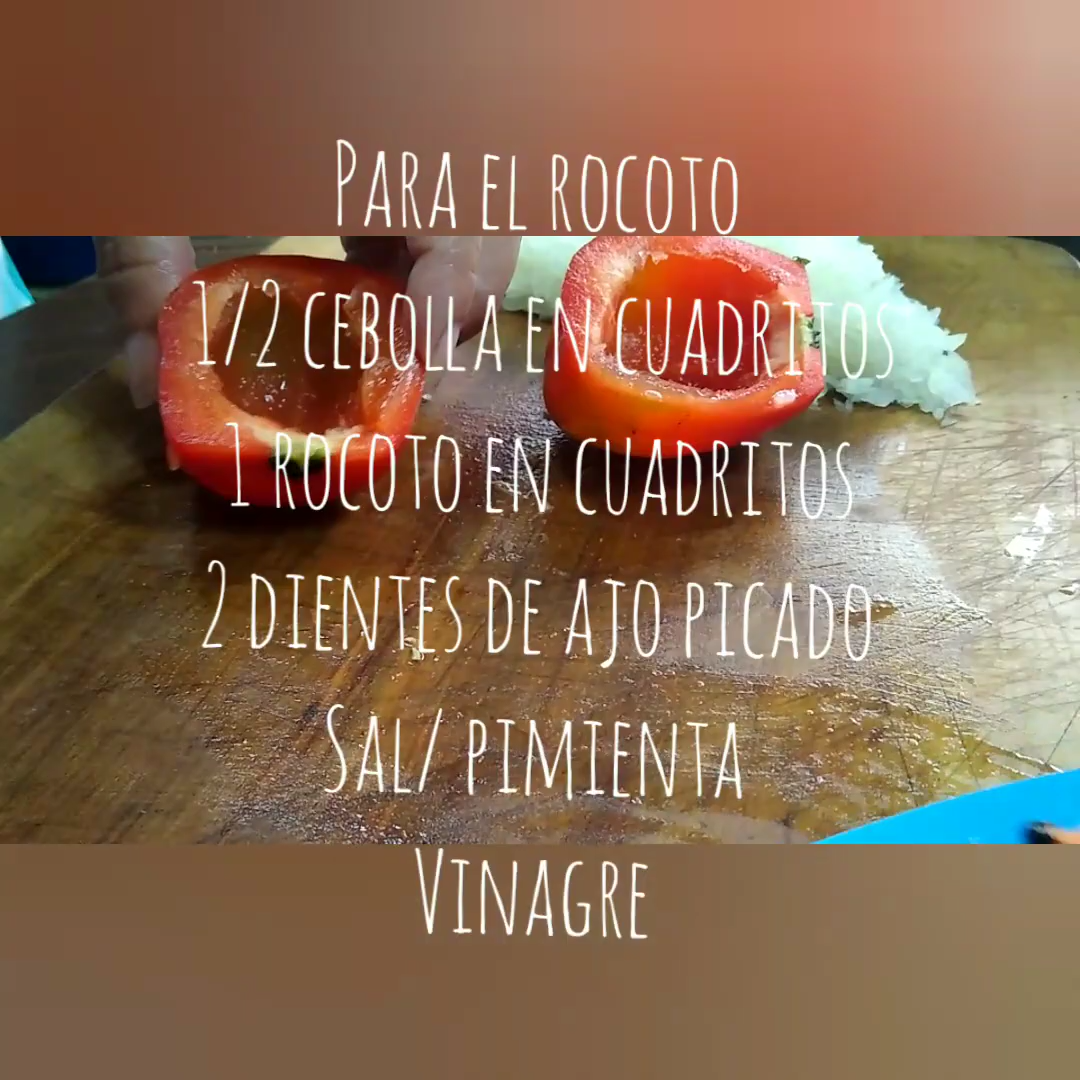 Para el rocoto
1/2 cebolla en cuadritos
1 rocoto en cuadritos
2 dientes de ajo picado
Sal/ pimienta
Vinagre